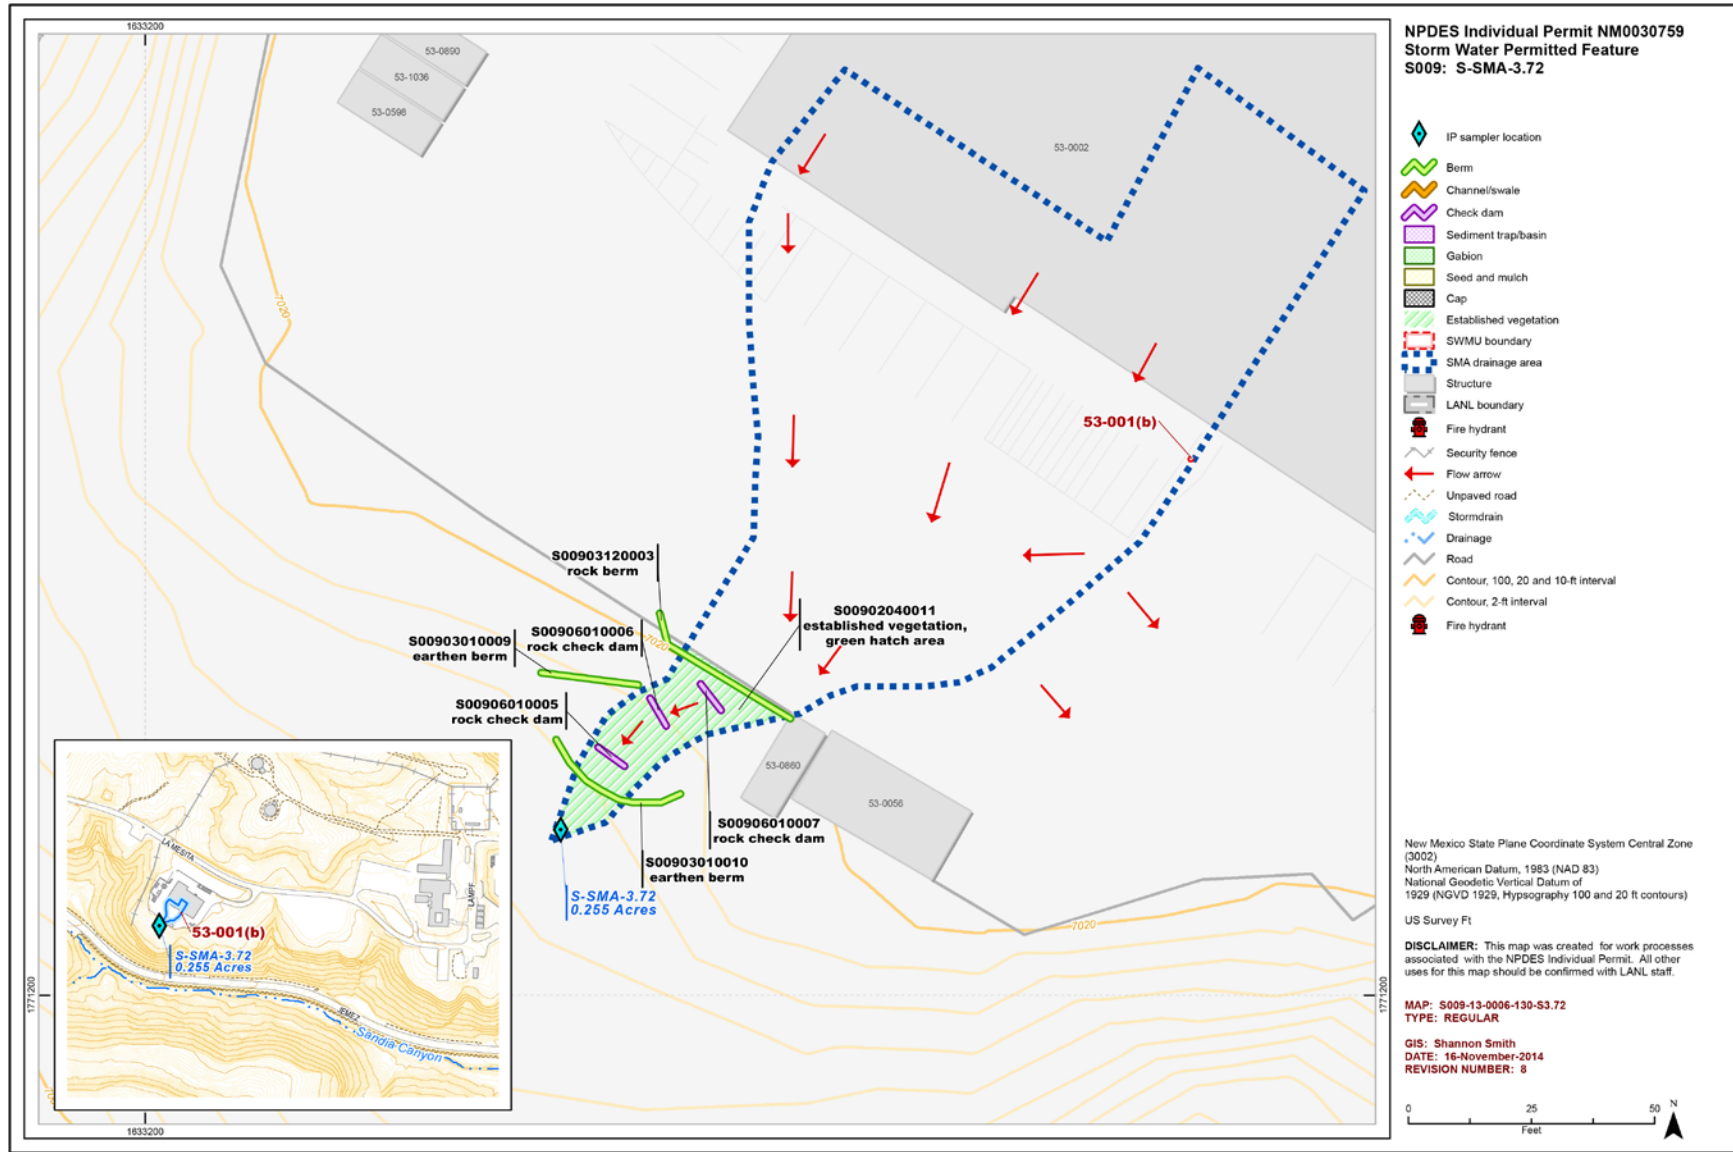 1633200
NPDES Individual Permit NM0030759
Storm Water Permitted Feature
S009: S-SMA-3.72
53-0890
53-1036
53-0598
53-0002
IP sampler location
Berm
Channel/swale
Check dam
Sediment trap/basin
Gabion
Seed and mulch
Cap
Established vegetation
SWMU boundary
SMA drainage area
Structure
LANL boundary
Fire hydrant
Security fence
Flow arrow
Unpaved road
Stormdrain
Drainage
Road
Contour, 100, 20 and 10-ft interval
Contour, 2-ft interval
Fire hydrant
7020
53-001(b)
S00903120003
rock berm
S00902040011
established vegetation,
green hatch area
S00906010006
rock check dam
7020
S00903010009
earthen berm
S00906010005
rock check dam
53-0880
53-0056
S00906010007
rock check dam
S00903010010
earthen berm
S-SMA-3.72
0.255 Acres
7020
LA MESITA
LAMPF
53-001(b)
S-SMA-3.72
0.255 Acres
JEMEZ
Sandia Canyon
1771200
1771200
1633200
New Mexico State Plane Coordinate System Central Zone
(3002)
North American Datum, 1983 (NAD 83)
National Geodetic Vertical Datum of
1929 (NGVD 1929, Hypsography 100 and 20 ft contours)
US Survey Ft
DISCLAIMER: This map was created for work processes
associated with the NPDES Individual Permit. All other
uses for this map should be confirmed with LANL staff.
MAP: S009-13-0006-130-S3.72
TYPE: REGULAR
GIS: Shannon Smith
DATE: 16-November-2014
REVISION NUMBER: 8
0 25 50
Feet
N